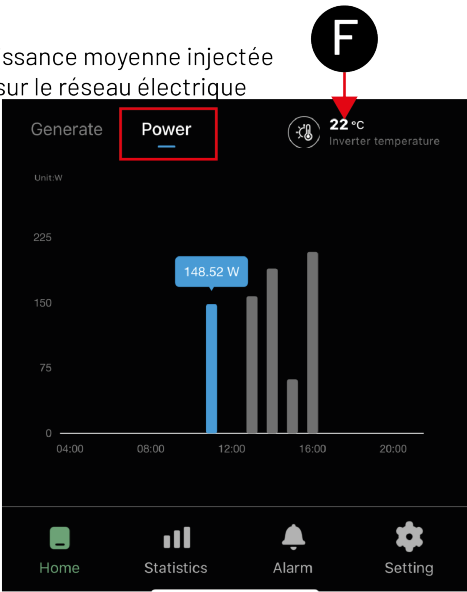 F
issance moyenne injectée
sur le réseau électrique
Generate Power 22 °C
Inverter temperature
Unit:W
225
148.52 W
150
75
0
04:00 08:00 12:00 16:00 20:00
Home Statistics Alarm Setting